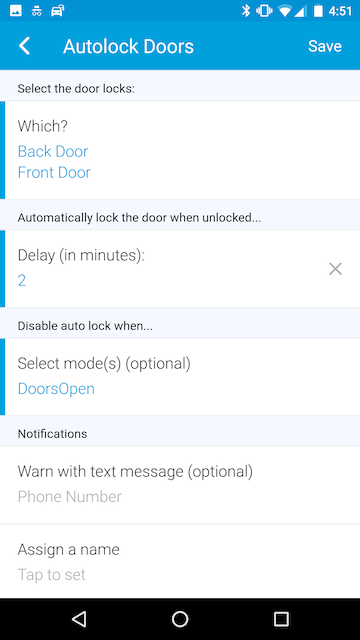 4:51
Autolock Doors
Save
Select the door locks:
Which?
Back Door
Front Door
Automatically lock the door when unlocked...
Delay (in minutes):
2
Disable auto lock when...
Select mode(s) (optional)
DoorsOpen
Notifications
Warn with text message (optional)
Phone Number
Assign a name
Tap to set